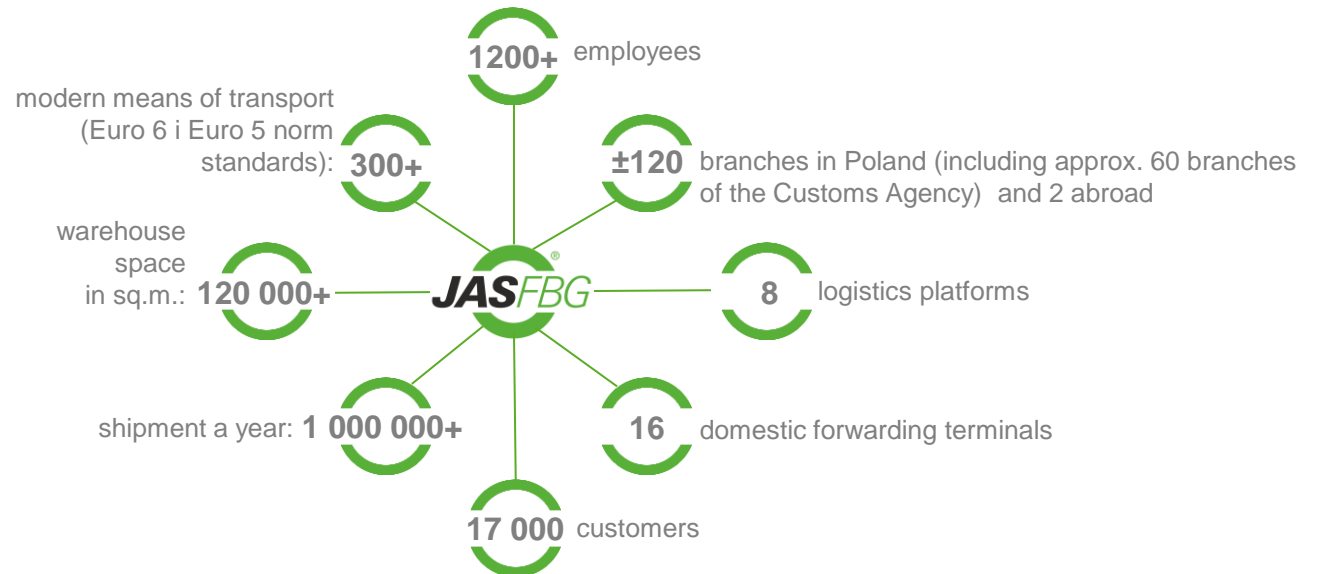 1200+ employees
modern means of transport
(Euro 6 i Euro 5 norm
standards): 300+
±120 branches in Poland (including approx. 60 branches
of the Customs Agency) and 2 abroad
warehouse
space
in sq.m.: 120 000+
JASFBG®
8 logistics platforms
shipment a year: 1 000 000+
16 domestic forwarding terminals
17 000 customers